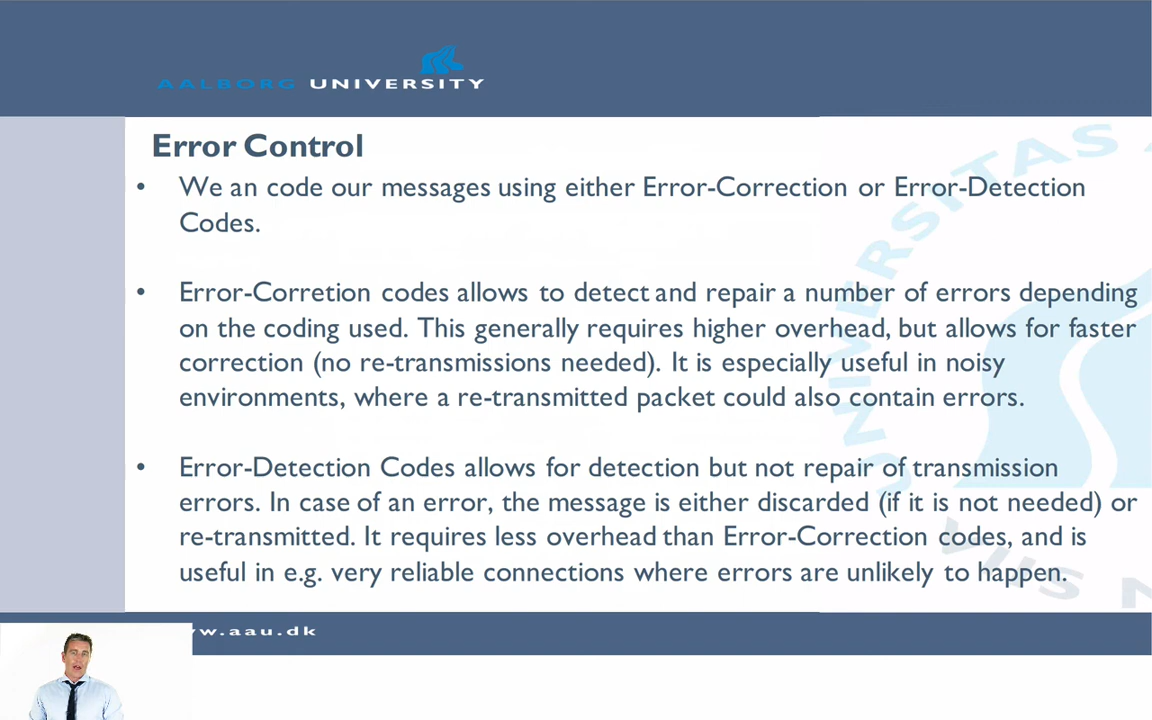 AALBORG UNIVERSITY
Error Control
• We an code our messages using either Error-Correction or Error-Detection
Codes.
• Error-Corretion codes allows to detect and repair a number of errors depending
on the coding used. This generally requires higher overhead, but allows for faster
correction (no re-transmissions needed). It is especially useful in noisy
environments, where a re-transmitted packet could also contain errors.
• Error-Detection Codes allows for detection but not repair of transmission
errors. In case of an error, the message is either discarded (if it is not needed) or
re-transmitted. It requires less overhead than Error-Correction codes, and is
useful in e.g. very reliable connections where errors are unlikely to happen.
w.aau.dk
UNIVERSITAS A
VIIS N